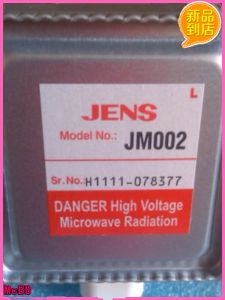 新品
到店
L
JENS
Model No.: JM002
Sr.No.: H1111-078377
DANGER High Voltage
Microwave Radiation